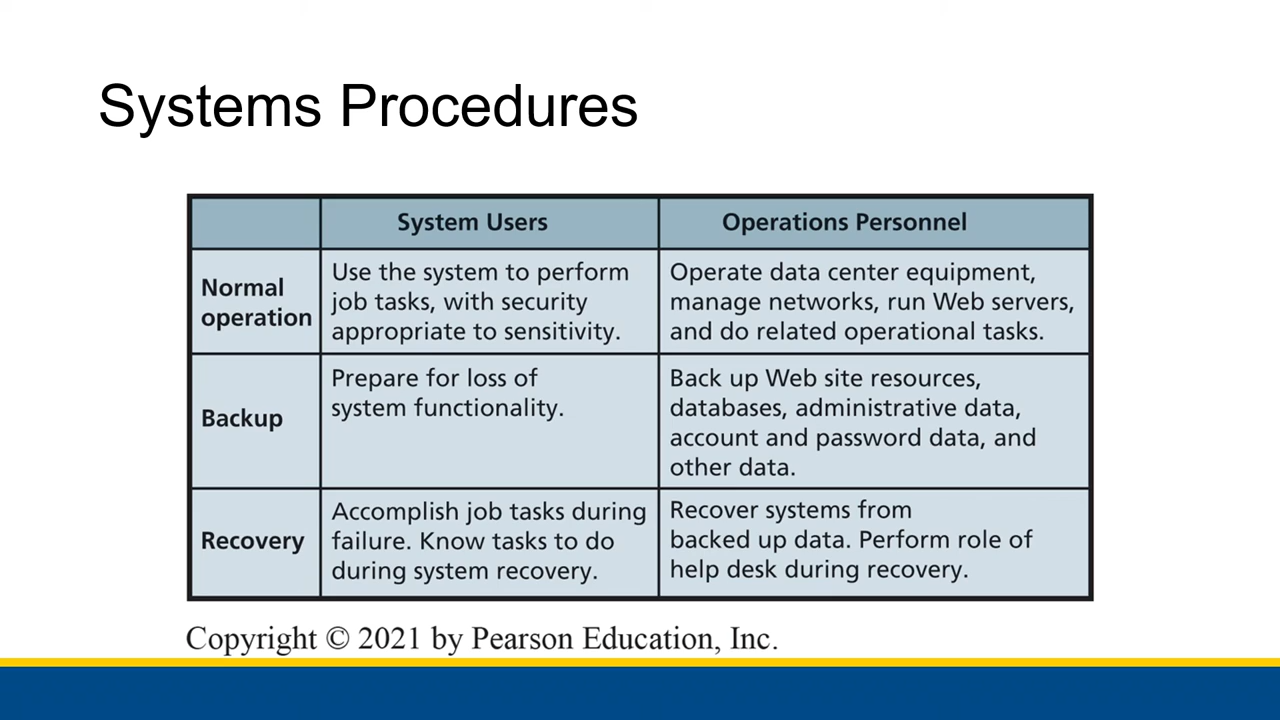 Systems Procedures
System Users
Operations Personnel
Normal
operation
Use the system to perform
job tasks, with security
appropriate to sensitivity.
Operate data center equipment,
manage networks, run Web servers,
and do related operational tasks.
Backup
Prepare for loss of
system functionality.
Back up Web site resources,
databases, administrative data,
account and password data, and
other data.
Recovery
Accomplish job tasks during
failure. Know tasks to do
during system recovery.
Recover systems from
backed up data. Perform role of
help desk during recovery.
Copyright © 2021 by Pearson Education, Inc.